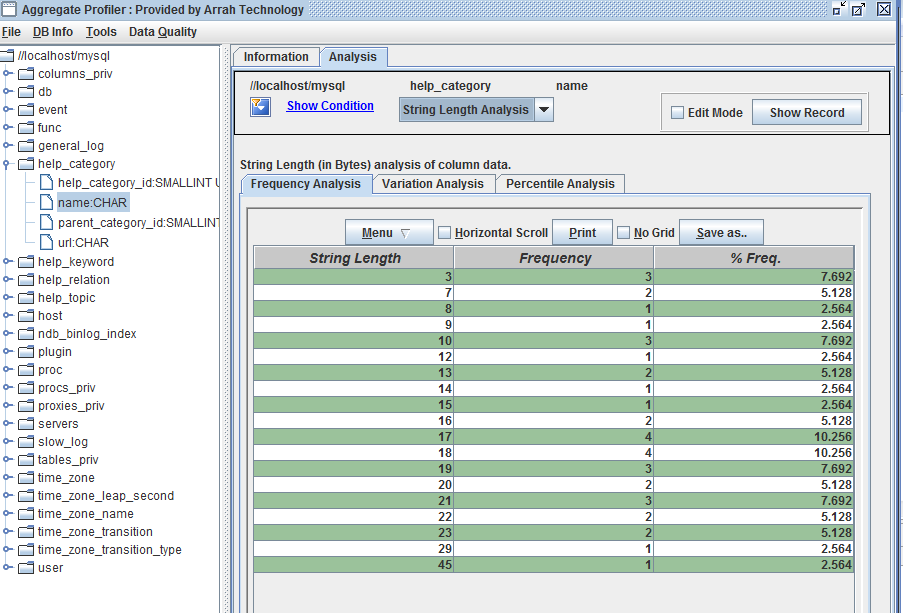 Aggregate Profiler : Provided by Arrah Technology
File DB Info Tools Data Quality
//localhost/mysql
columns_priv
db
event
func
general_log
help_category
help_category_id:SMALLINT U
name:CHAR
parent_category_id:SMALLINT
url:CHAR
help_keyword
help_relation
help_topic
host
ndb_binlog_index
plugin
proc
procs_priv
proxies_priv
servers
slow_log
tables_priv
time_zone
time_zone_leap_second
time_zone_name
time_zone_transition
time_zone_transition_type
user
Information Analysis
//localhost/mysql help_category name
Show Condition String Length Analysis Edit Mode Show Record
String Length (in Bytes) analysis of column data.
Frequency Analysis Variation Analysis Percentile Analysis
Menu Horizontal Scroll Print No Grid Save as..
String Length Frequency % Freq.
3 3 7.692
7 2 5.128
8 1 2.564
9 1 2.564
10 3 7.692
12 1 2.564
13 2 5.128
14 1 2.564
15 1 2.564
16 2 5.128
17 4 10.256
18 4 10.256
19 3 7.692
20 2 5.128
21 3 7.692
22 2 5.128
23 2 5.128
29 1 2.564
45 1 2.564